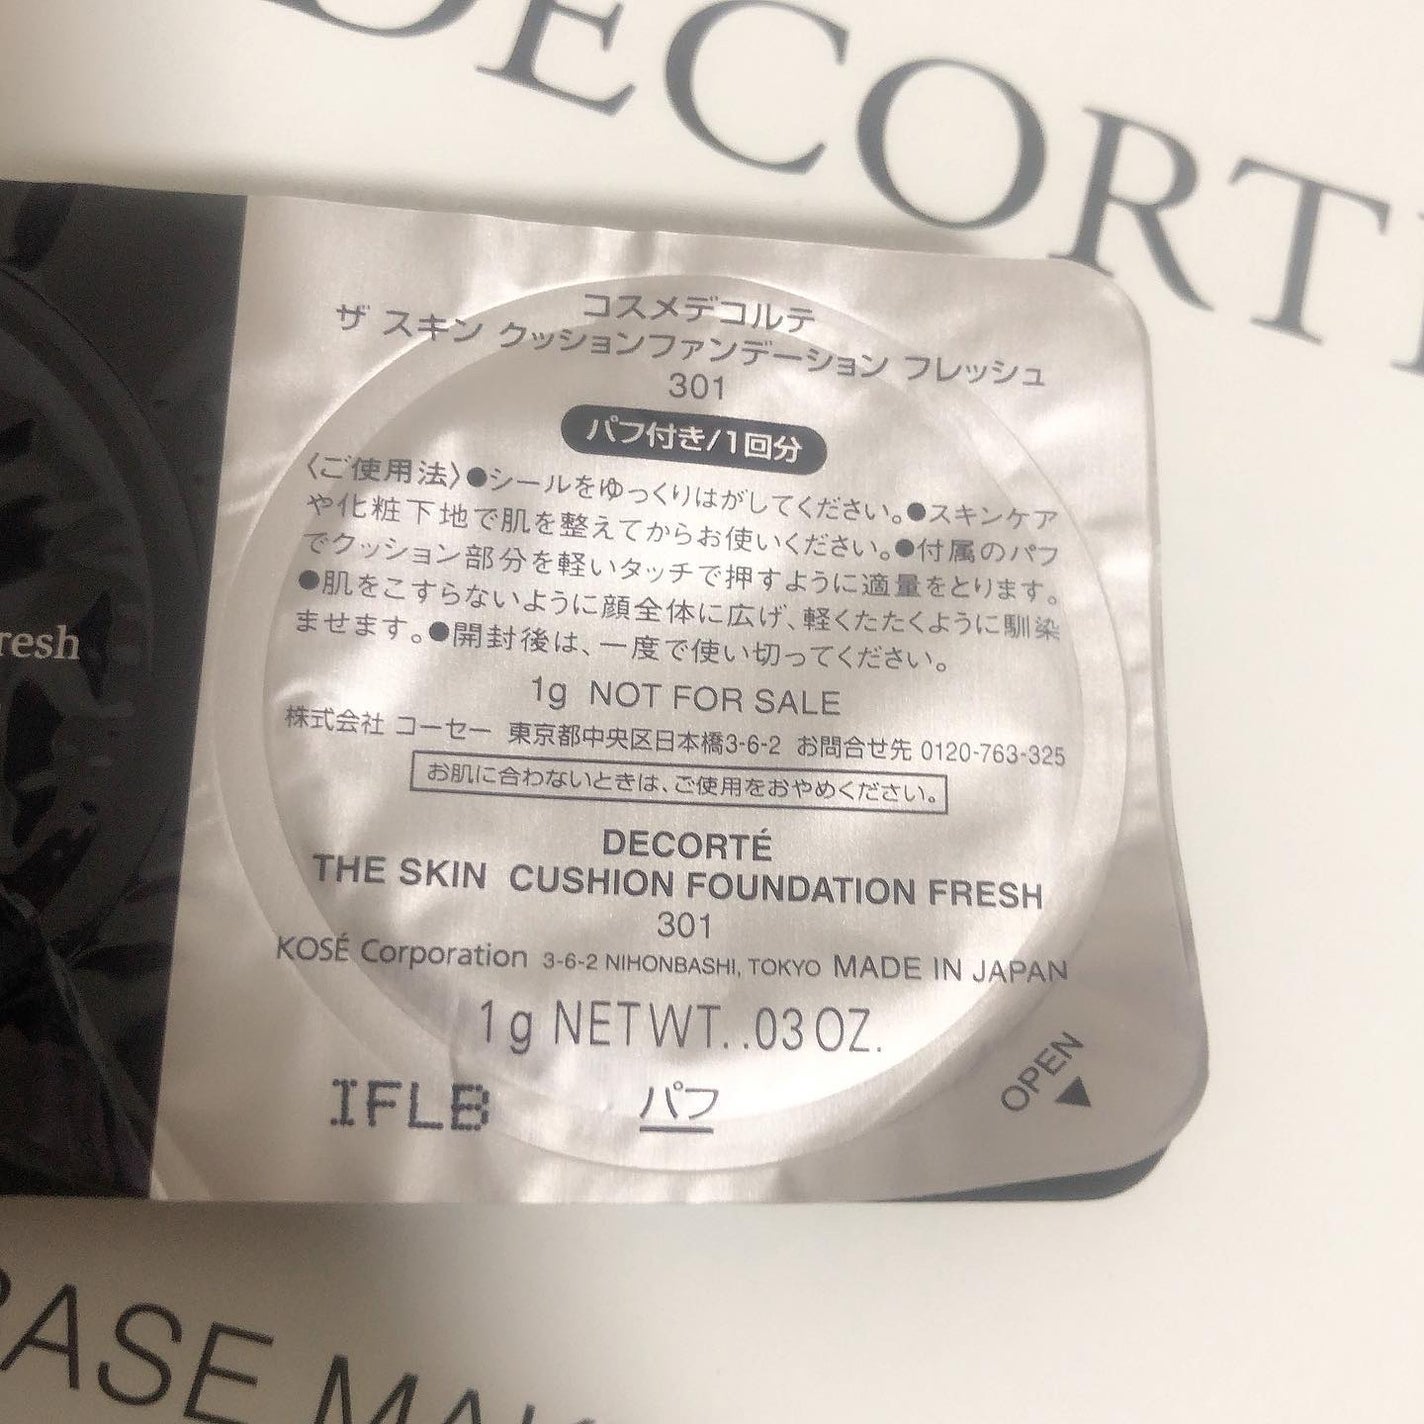 DECORT
コスメデコルテ
ザ スキン クッションファンデーション フレッシュ
301
パフ付き/1回分
〈ご使用法〉●シールをゆっくりはがしてください。●スキンケア
や化粧下地で肌を整えてからお使いください。●付属のパフ
でクッション部分を軽いタッチで押すように適量をとります。
●肌をこすらないように顔全体に広げ、軽くたたくように馴染
ませます。●開封後は、一度で使い切ってください。
1g NOT FOR SALE
株式会社 コーセー 東京都中央区日本橋3-6-2 お問合せ先 0120-763-325
お肌に合わないときは、ご使用をおやめください。
DECORTÉ
THE SKIN CUSHION FOUNDATION FRESH
301
KOSÉ Corporation 3-6-2 NIHONBASHI, TOKYO MADE IN JAPAN
1g NET WT. .03 OZ.
IFLB パフ
OPEN
resh
ASE MAK